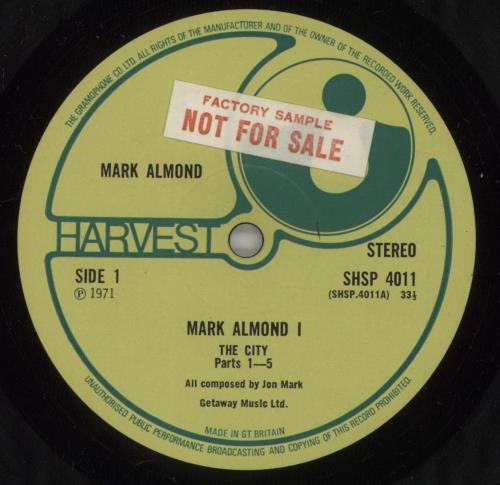 THE GRAMOPHONE CO. LTD. ALL RIGHTS OF THE MANUFACTURER AND OF THE OWNER OF THE RECORDED WORK RESERVED.
FACTORY SAMPLE
NOT FOR SALE
MARK ALMOND
HARVEST
STEREO
SIDE 1
SHSP 4011
℗ 1971
(SHSP.4011A) 33⅓
MARK ALMOND I
THE CITY
Parts 1—5
All composed by Jon Mark
Getaway Music Ltd.
MADE IN GT. BRITAIN
UNAUTHORISED PUBLIC PERFORMANCE BROADCASTING AND COPYING OF THIS RECORD PROHIBITED.